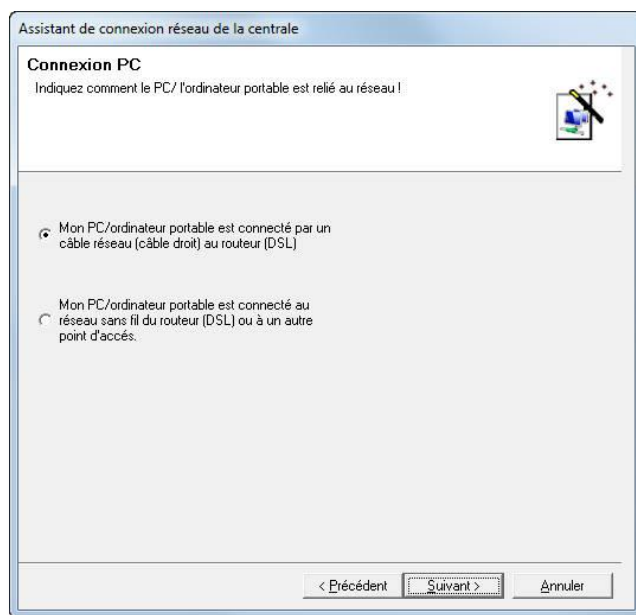 Assistant de connexion réseau de la centrale
Connexion PC
Indiquez comment le PC/ l'ordinateur portable est relié au réseau !
Mon PC/ordinateur portable est connecté par un
câble réseau (câble droit) au routeur (DSL)
Mon PC/ordinateur portable est connecté au
réseau sans fil du routeur (DSL) ou à un autre
point d'accés.
< Précédent
Suivant >
Annuler